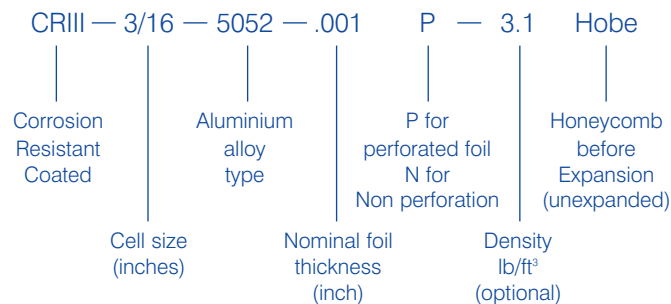 CRIII — 3/16 — 5052 — .001 P — 3.1 Hobe
Corrosion
Resistant
Coated
Aluminium
alloy
type
P for
perforated foil
N for
Non perforation
Honeycomb
before
Expansion
(unexpanded)
Cell size
(inches)
Nominal foil
thickness
(inch)
Density
lb/ft³
(optional)